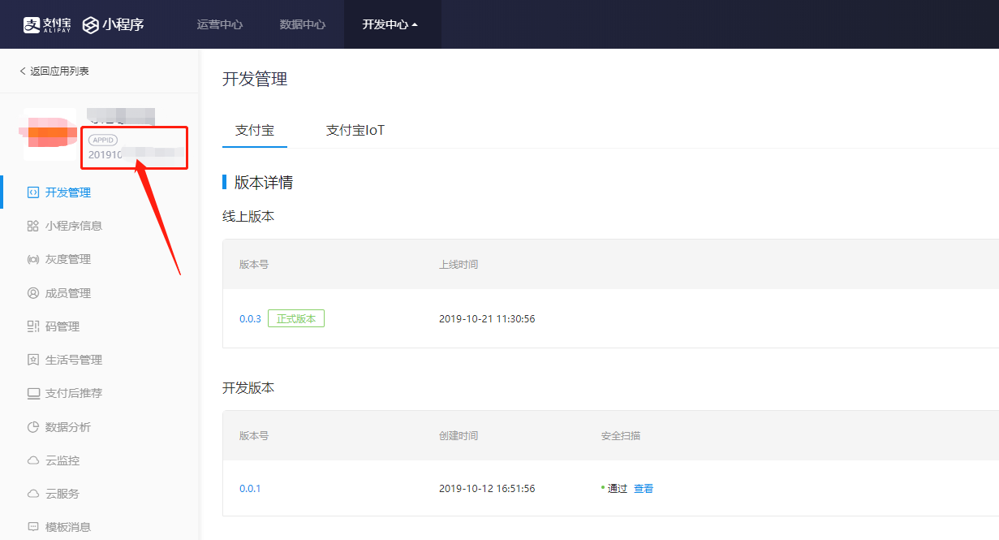 支付宝 ALIPAY 小程序 运营中心 数据中心 开发中心
返回应用列表
APPID
201910
开发管理
小程序信息
灰度管理
成员管理
码管理
生活号管理
支付后推荐
数据分析
云监控
云服务
模板消息
开发管理
支付宝 支付宝IoT
版本详情
线上版本
版本号 上线时间
0.0.3 正式版本 2019-10-21 11:30:56
开发版本
版本号 创建时间 安全扫描
0.0.1 2019-10-12 16:51:56 通过 查看